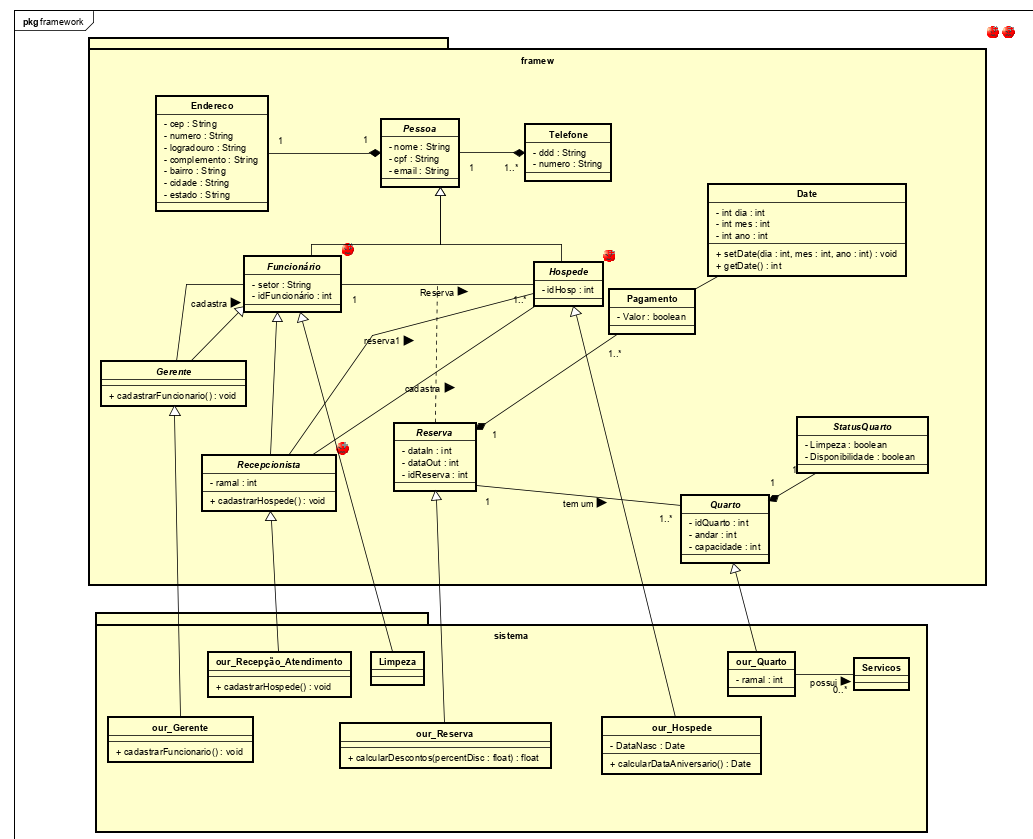 pkg framework
framew
Endereco
- cep : String
- numero : String
- logradouro : String
- complemento : String
- bairro : String
- cidade : String
- estado : String
1
1
Pessoa
- nome : String
- cpf : String
- email : String
1
1..*
Telefone
- ddd : String
- numero : String
Date
- int dia : int
- int mes : int
- int ano : int
+ setDate(dia : int, mes : int, ano : int) : void
+ getDate() : int
Funcionário
- setor : String
- idFuncionário : int
1
Reserva
1..*
Hospede
- idHosp : int
Pagamento
- Valor : boolean
1..*
cadastra
reserva1
cadastra
Gerente
+ cadastrarFuncionario() : void
Reserva
- dataIn : int
- dataOut : int
- idReserva : int
1
1
tem um
1..*
StatusQuarto
- Limpeza : boolean
- Disponibilidade : boolean
1
1
Recepcionista
- ramal : int
+ cadastrarHospede() : void
Quarto
- idQuarto : int
- andar : int
- capacidade : int
sistema
our_Recepção_Atendimento
+ cadastrarHospede() : void
Limpeza
our_Quarto
- ramal : int
possui
0..*
Servicos
our_Gerente
+ cadastrarFuncionario() : void
our_Reserva
+ calcularDescontos(percentDisc : float) : float
our_Hospede
- DataNasc : Date
+ calcularDataAniversario() : Date